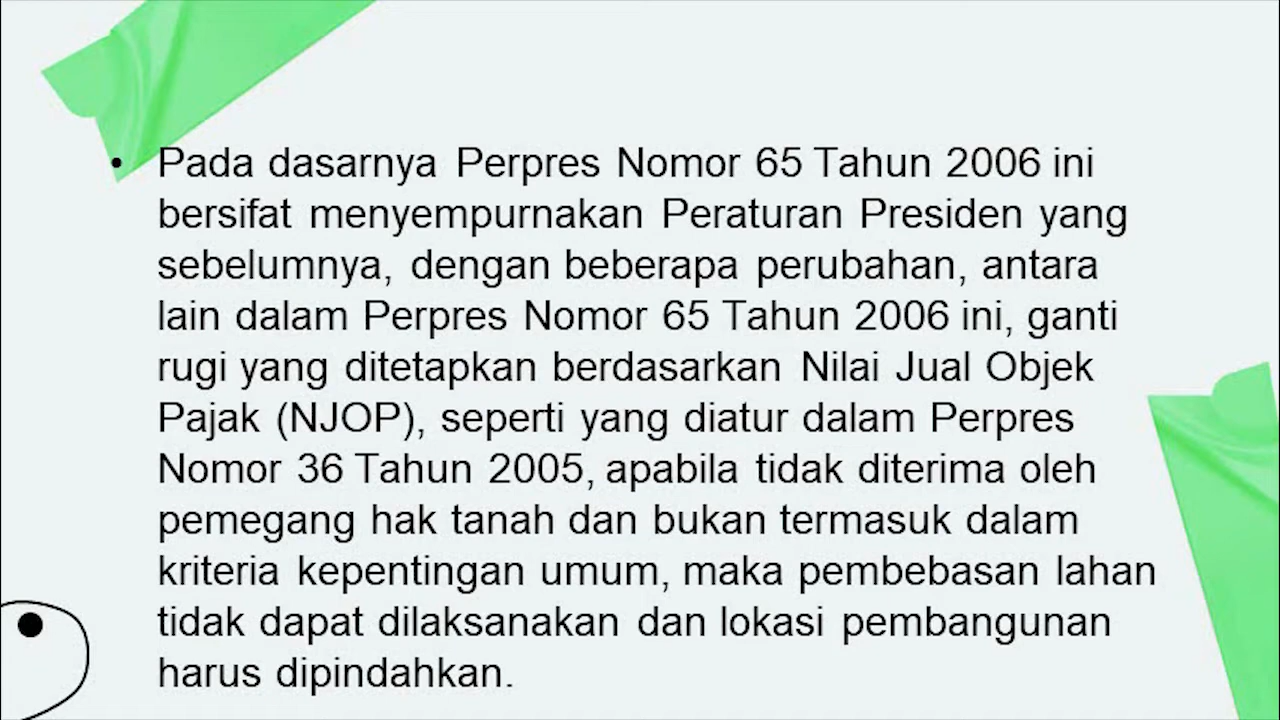 • Pada dasarnya Perpres Nomor 65 Tahun 2006 ini
bersifat menyempurnakan Peraturan Presiden yang
sebelumnya, dengan beberapa perubahan, antara
lain dalam Perpres Nomor 65 Tahun 2006 ini, ganti
rugi yang ditetapkan berdasarkan Nilai Jual Objek
Pajak (NJOP), seperti yang diatur dalam Perpres
Nomor 36 Tahun 2005, apabila tidak diterima oleh
pemegang hak tanah dan bukan termasuk dalam
kriteria kepentingan umum, maka pembebasan lahan
tidak dapat dilaksanakan dan lokasi pembangunan
harus dipindahkan.